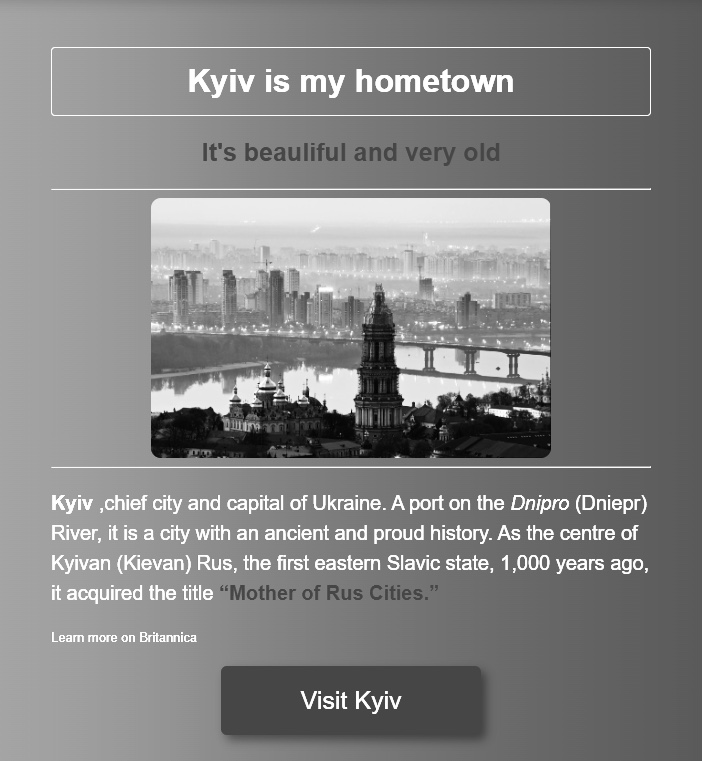 Kyiv is my hometown
It's beauliful and very old
Kyiv ,chief city and capital of Ukraine. A port on the Dnipro (Dniepr)
River, it is a city with an ancient and proud history. As the centre of
Kyivan (Kievan) Rus, the first eastern Slavic state, 1,000 years ago,
it acquired the title “Mother of Rus Cities.”
Learn more on Britannica
Visit Kyiv